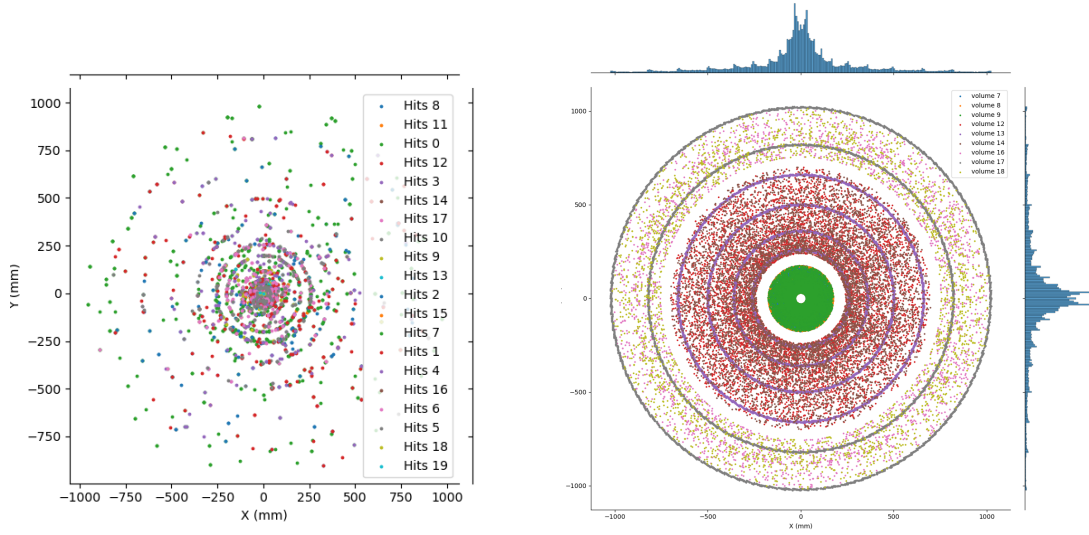 1000
750
500
250
0
−250
−500
−750
Y (mm)
−1000
−750
−500
−250
0
250
500
750
1000
X (mm)
Hits 8
Hits 11
Hits 0
Hits 12
Hits 3
Hits 14
Hits 17
Hits 10
Hits 9
Hits 13
Hits 2
Hits 15
Hits 7
Hits 1
Hits 4
Hits 16
Hits 6
Hits 5
Hits 18
Hits 19
1000
500
0
−500
−1000
−1000
−500
0
500
1000
X (mm)
volume 7
volume 8
volume 9
volume 12
volume 13
volume 14
volume 16
volume 17
volume 18